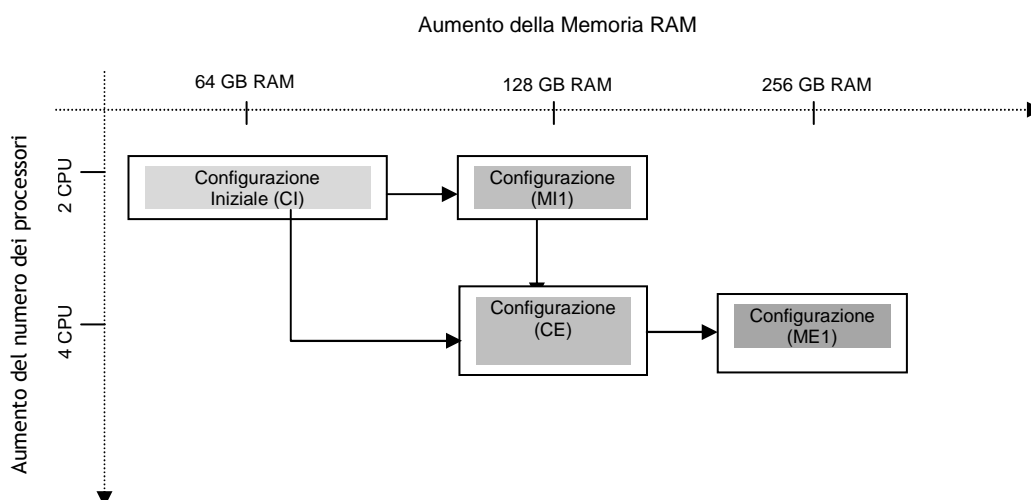 Aumento della Memoria RAM
64 GB RAM
128 GB RAM
256 GB RAM
Aumento del numero dei processori
2 CPU
Configurazione
Iniziale (CI)
Configurazione
(MI1)
4 CPU
Configurazione
(CE)
Configurazione
(ME1)